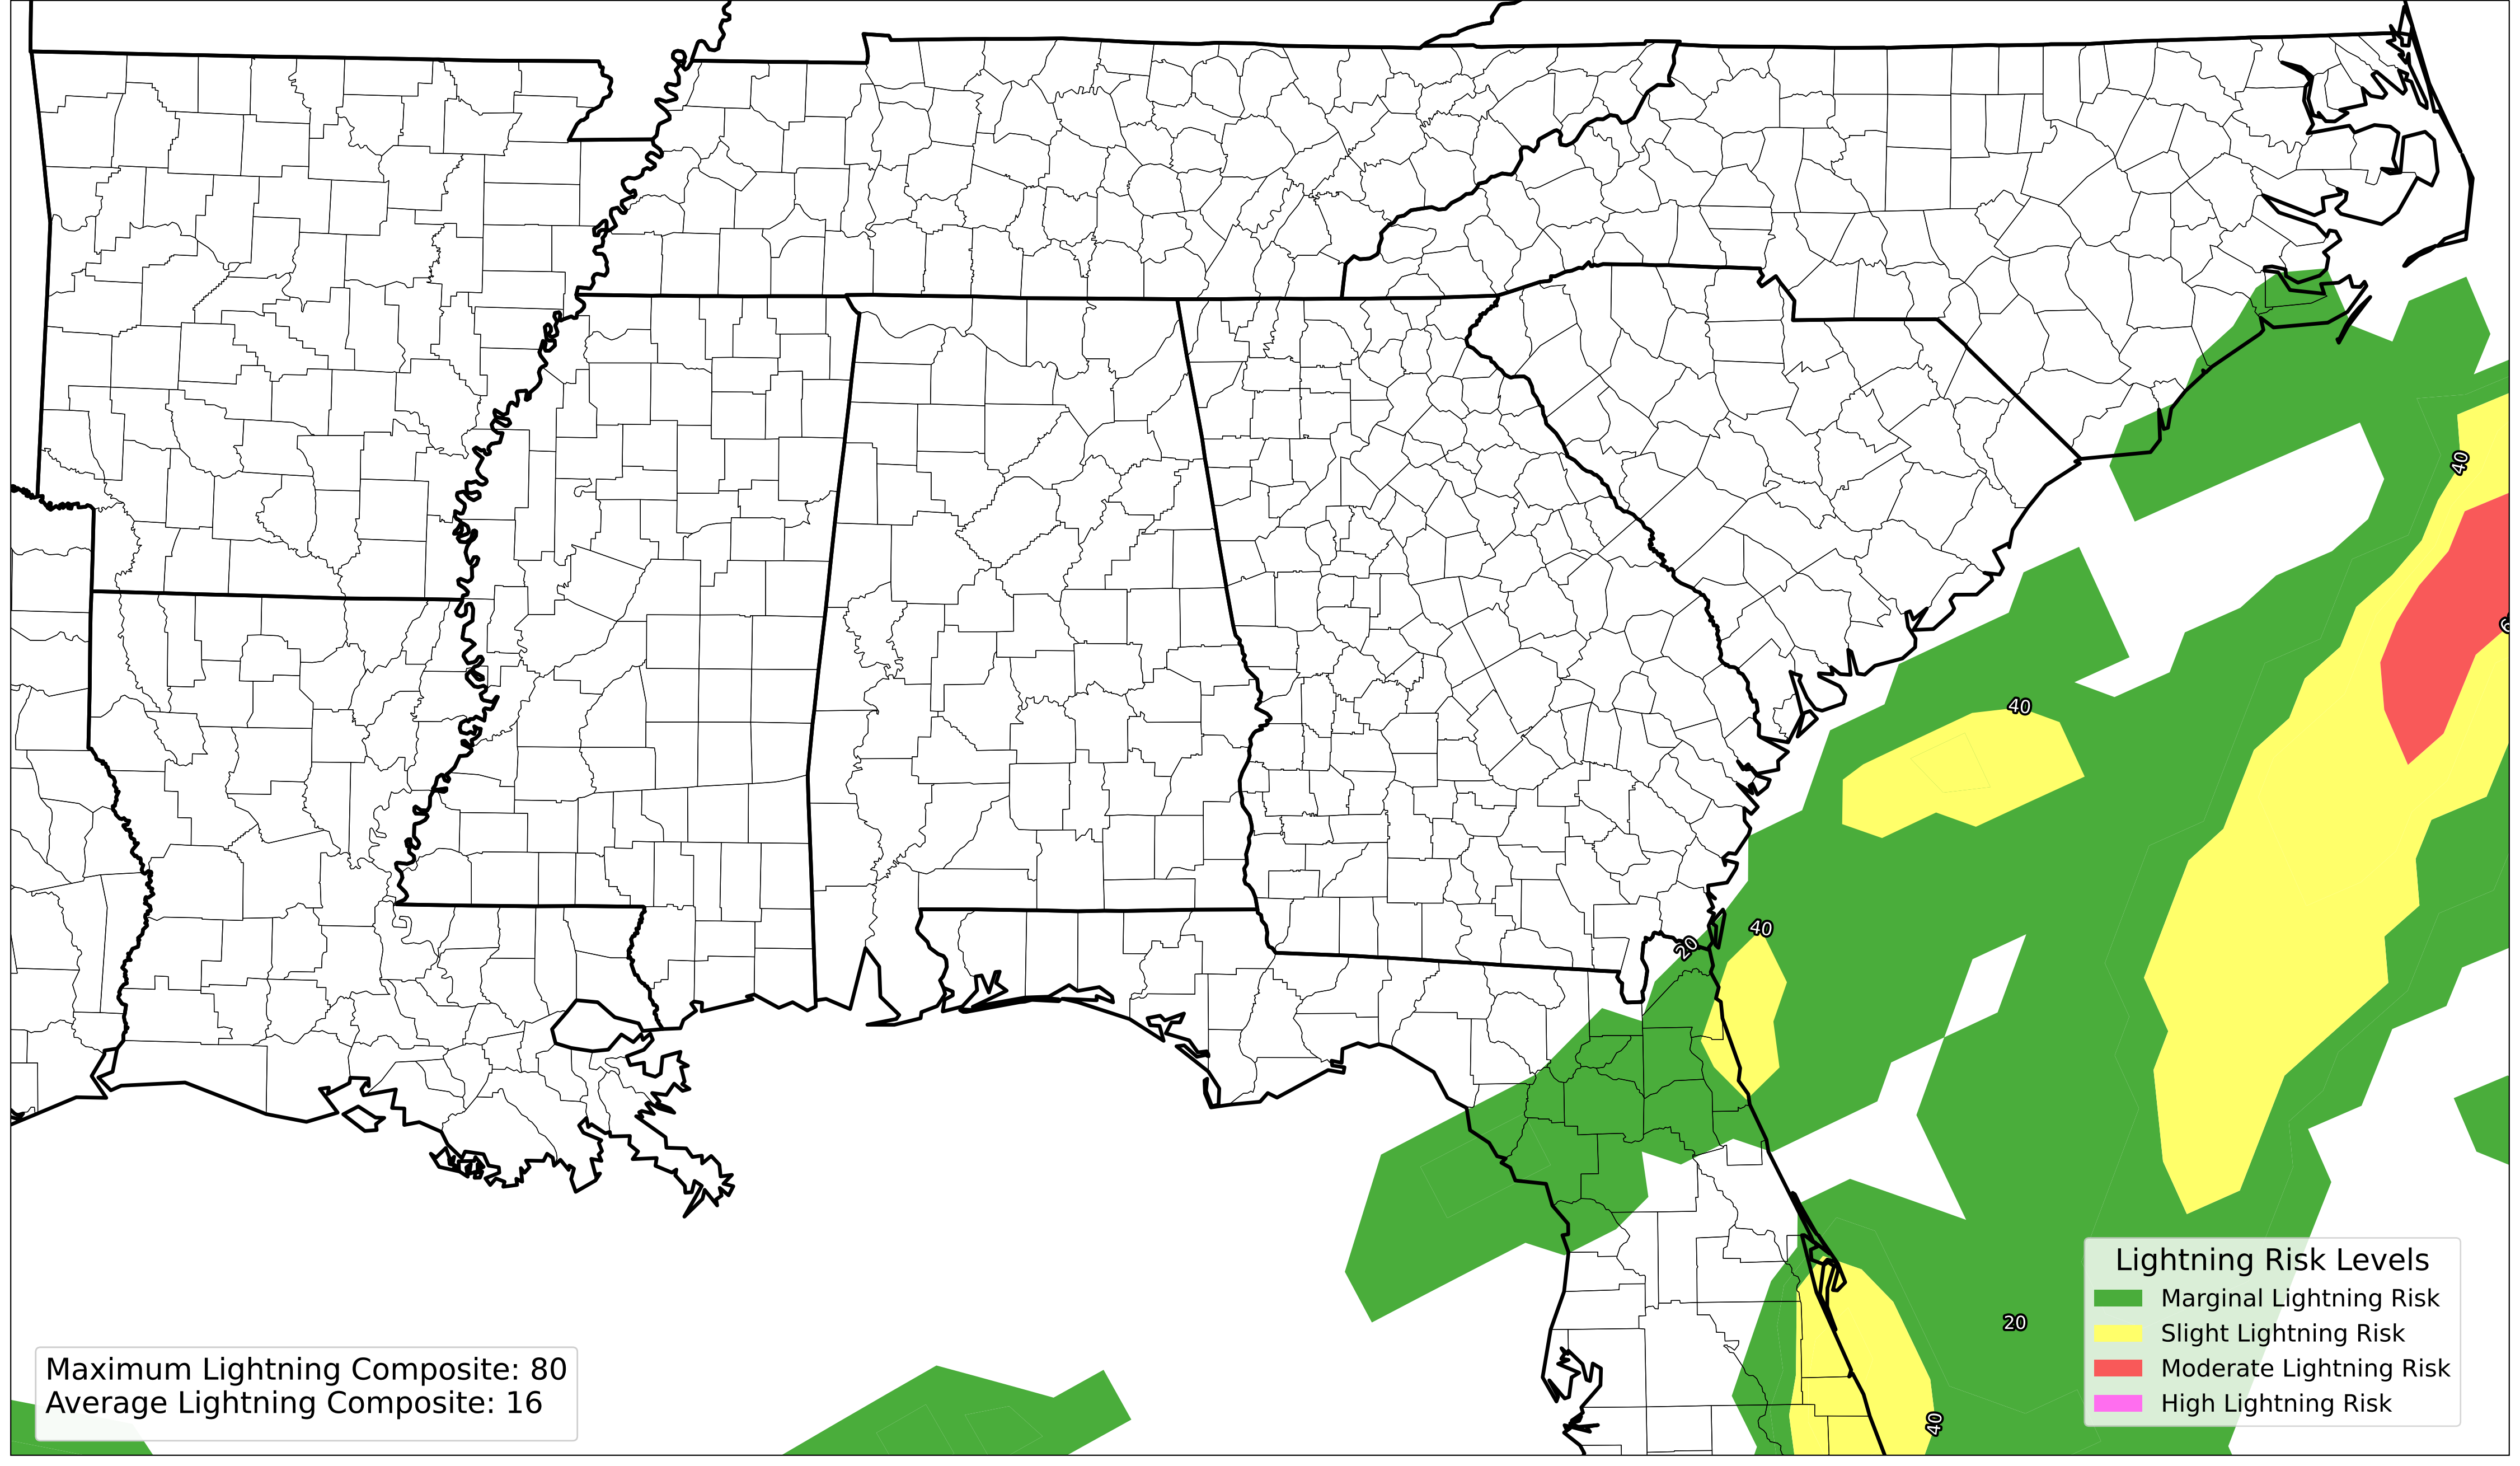 40
40
40
20
Lightning Risk Levels
Marginal Lightning Risk
Slight Lightning Risk
Moderate Lightning Risk
High Lightning Risk
20
40
Maximum Lightning Composite: 80
Average Lightning Composite: 16